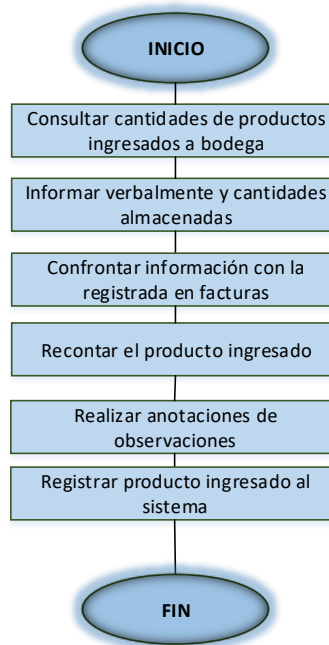 INICIO
Consultar cantidades de productos
ingresados a bodega
Informar verbalmente y cantidades
almacenadas
Confrontar información con la
registrada en facturas
Recontar el producto ingresado
Realizar anotaciones de
observaciones
Registrar producto ingresado al
sistema
FIN